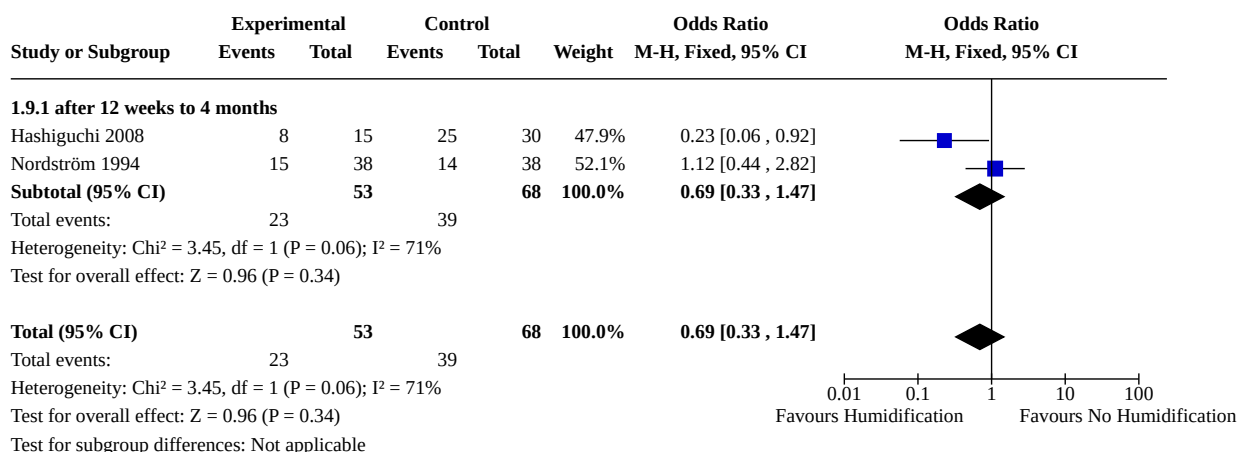 Experimental Control Odds Ratio Odds Ratio
Study or Subgroup Events Total Events Total Weight M-H, Fixed, 95% CI M-H, Fixed, 95% CI
1.9.1 after 12 weeks to 4 months
Hashiguchi 2008 8 15 25 30 47.9% 0.23 [0.06 , 0.92]
Nordström 1994 15 38 14 38 52.1% 1.12 [0.44 , 2.82]
Subtotal (95% CI) 53 68 100.0% 0.69 [0.33 , 1.47]
Total events: 23 39
Heterogeneity: Chi² = 3.45, df = 1 (P = 0.06); I² = 71%
Test for overall effect: Z = 0.96 (P = 0.34)
Total (95% CI) 53 68 100.0% 0.69 [0.33 , 1.47]
Total events: 23 39
Heterogeneity: Chi² = 3.45, df = 1 (P = 0.06); I² = 71%
0.01 0.1 1 10 100
Test for overall effect: Z = 0.96 (P = 0.34)
Favours Humidification Favours No Humidification
Test for subgroup differences: Not applicable